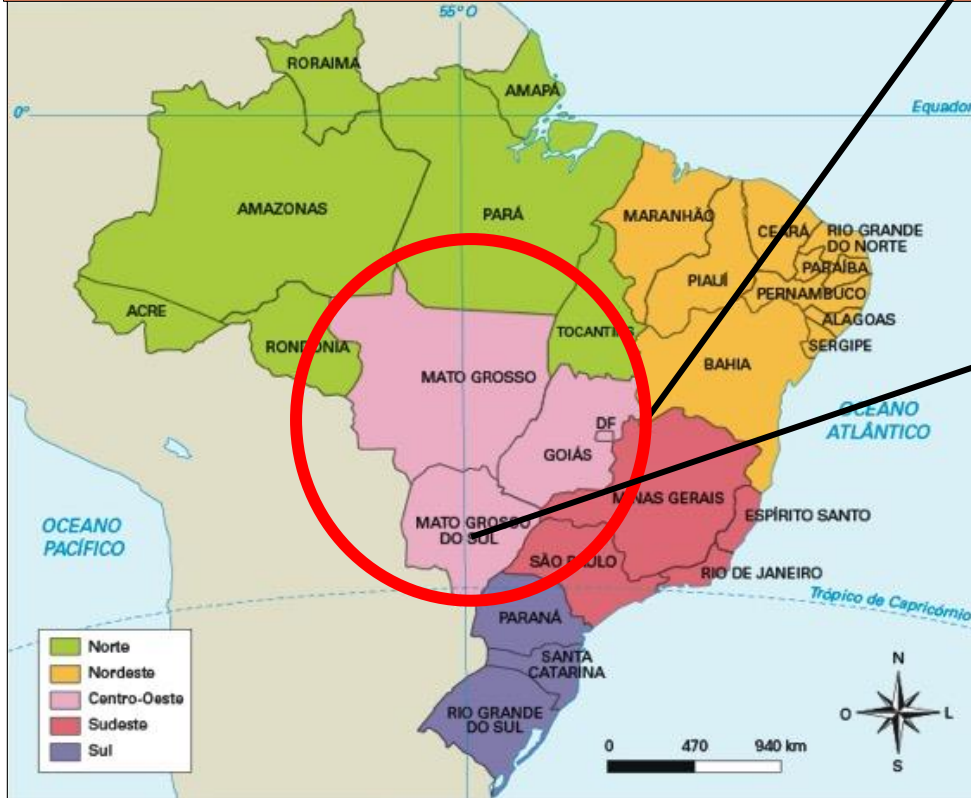 55° O
RORAIMA
AMAPÁ
0°
Equador
AMAZONAS
PARÁ
MARANHÃO
CEARÁ
RIO GRANDE
DO NORTE
PARAÍBA
PIAUÍ
PERNAMBUCO
ACRE
ALAGOAS
TOCANTINS
RONDÔNIA
SERGIPE
BAHIA
MATO GROSSO
OCEANO
ATLÂNTICO
DF
GOIÁS
MINAS GERAIS
MATO GROSSO
DO SUL
ESPÍRITO SANTO
OCEANO
PACÍFICO
SÃO PAULO
RIO DE JANEIRO
Trópico de Capricórnio
PARANÁ
SANTA
CATARINA
RIO GRANDE
DO SUL
Norte
Nordeste
Centro-Oeste
Sudeste
Sul
N
O
L
S
0 470 940 km